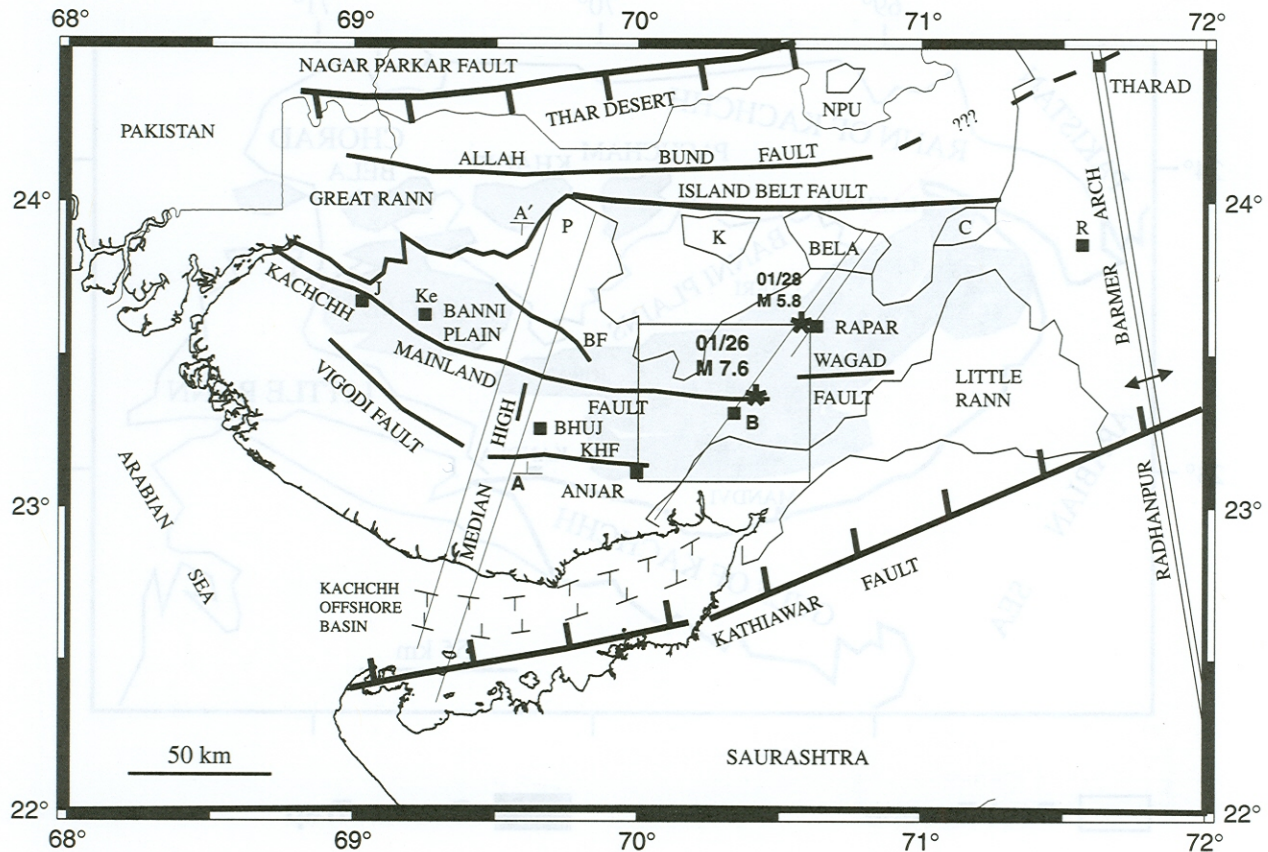 68°
69°
70°
71°
72°
NAGAR PARKAR FAULT
THAR DESERT
NPU
THARAD
PAKISTAN
???
ALLAH BUND FAULT
24°
GREAT RANN
ISLAND BELT FAULT
24°
A′
P
K
BELA
C
ARCH
R
KACHCHH
J
Ke
BANNI
PLAIN
01/28
M 5.8
RAPAR
BARMER
BF
01/26
M 7.6
MAINLAND
WAGAD
FAULT
LITTLE
RANN
VIGODI FAULT
FAULT
HIGH
BHUJ
B
KHF
A
ANJAR
ARABIAN
SEA
23°
23°
MEDIAN
RADHANPUR
KACHCHH
OFFSHORE
BASIN
KATHIAWAR FAULT
50 km
SAURASHTRA
22°
22°
68°
69°
70°
71°
72°